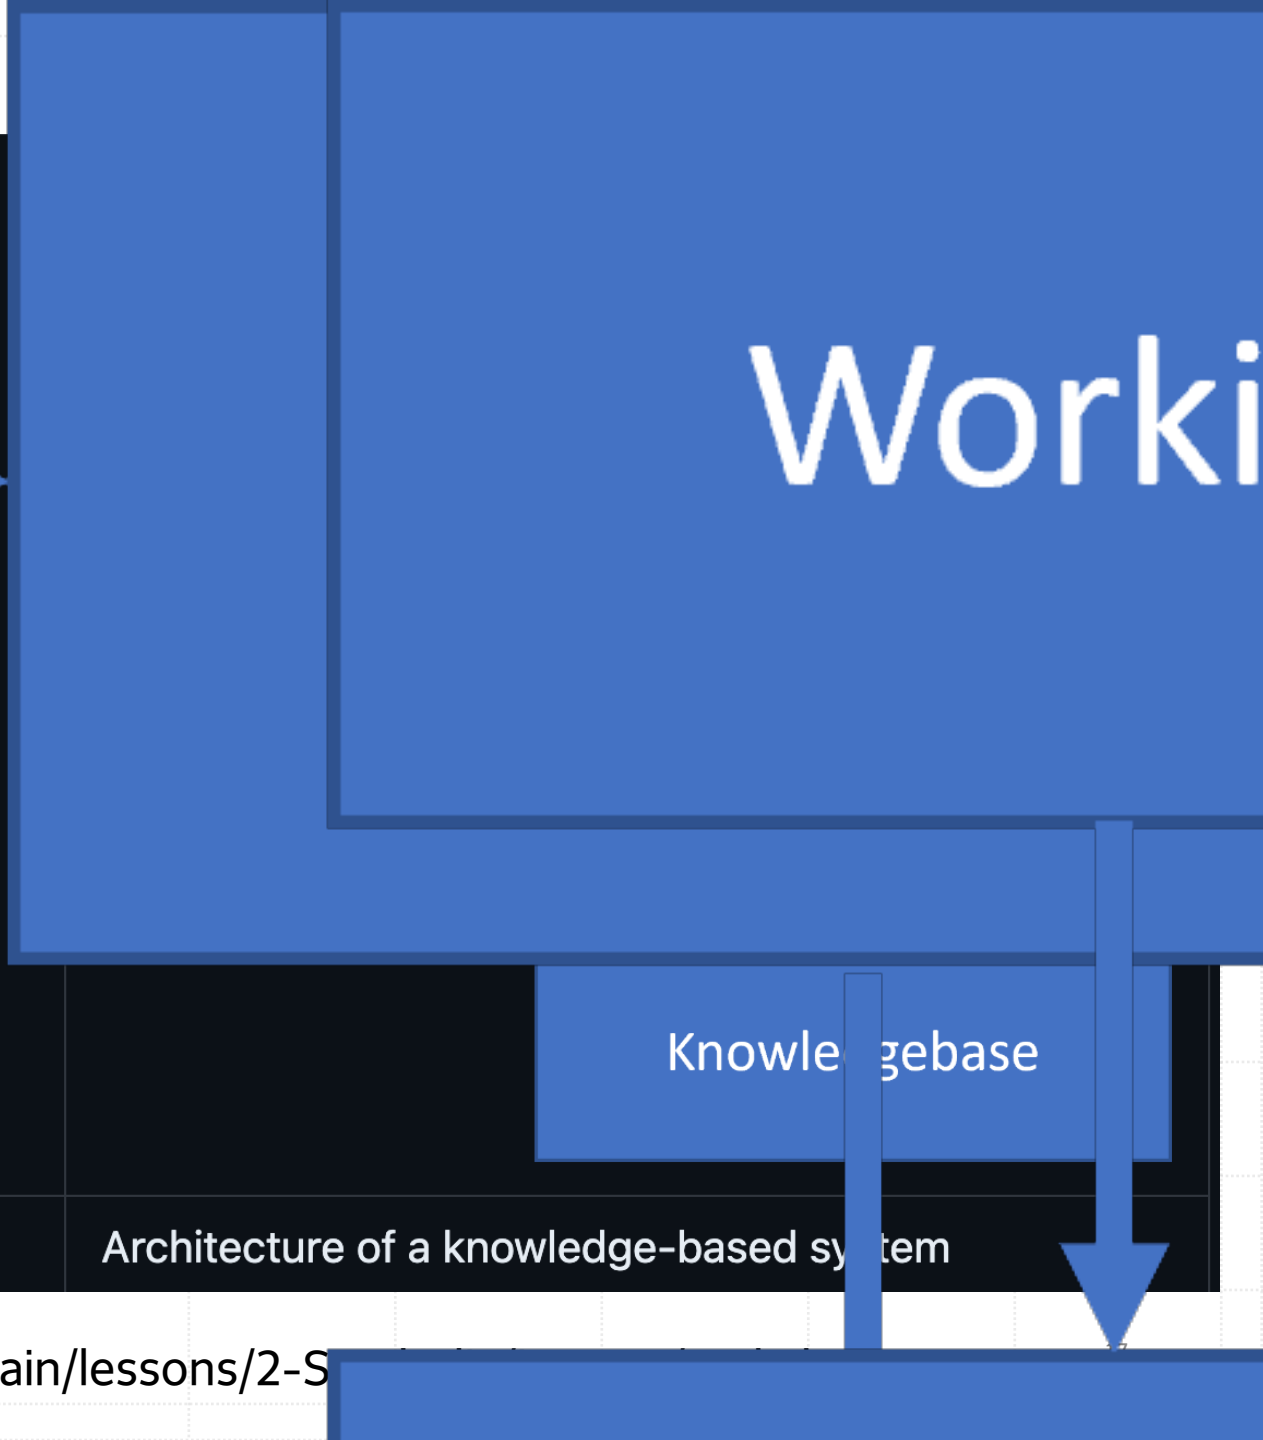 Worki
Knowle gebase
Architecture of a knowledge-based sy tem
ain/lessons/2-S